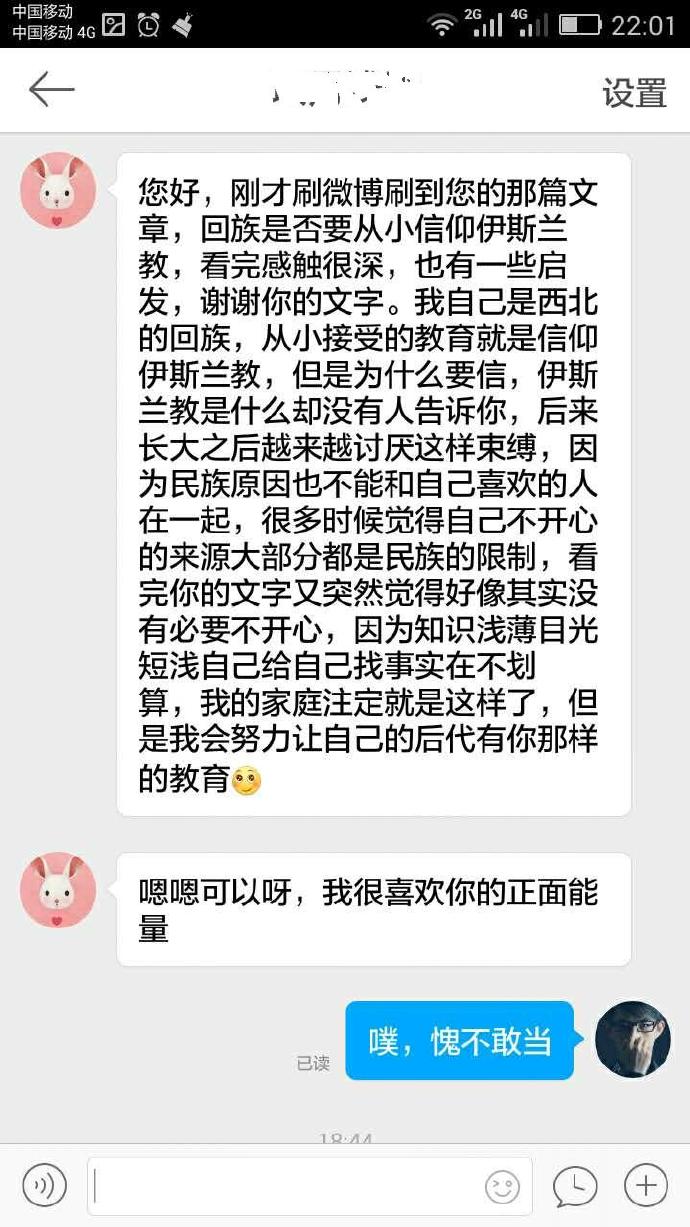 中国移动
中国移动 4G
2G
4G
22:01
设置
您好，刚才刷微博刷到您的那篇文
章，回族是否要从小信仰伊斯兰
教，看完感触很深，也有一些启
发，谢谢你的文字。我自己是西北
的回族，从小接受的教育就是信仰
伊斯兰教，但是为什么要信，伊斯
兰教是什么却没有人告诉你，后来
长大之后越来越讨厌这样束缚，因
为民族原因也不能和自己喜欢的人
在一起，很多时候觉得自己不开心
的来源大部分都是民族的限制，看
完你的文字又突然觉得好像其实没
有必要不开心，因为知识浅薄目光
短浅自己给自己找事实在不划
算，我的家庭注定就是这样了，但
是我会努力让自己的后代有你那样
的教育
嗯嗯可以呀，我很喜欢你的正面能
量
噗，愧不敢当
已读
18:44